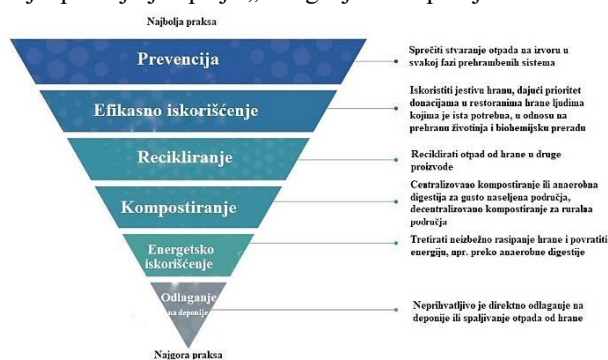 Najbolja praksa
Prevencija
Sprečiti stvaranje otpada na izvoru u
svakoj fazi prehrambenih sistema
Efikasno iskorišćenje
Iskoristiti jestivu hranu, dajući prioritet
donacijama u restoranima hrane ljudima
kojima je ista potrebna, u odnosu na
prehranu životinja i biohemijsku preradu
Recikliranje
Reciklirati otpad od hrane u druge
proizvode
Kompostiranje
Centralizovano kompostiranje ili anaerobna
digestija za gusto naseljena područja,
decentralizovano kompostiranje za ruralna
područja
Energetsko
iskorišćenje
Tretirati neizbežno rasipanje hrane i povratiti
energiju, npr. preko anaerobne digestije
Odlaganje
na deponije
Neprihvatljivo je direktno odlaganje na
deponije ili spaljivanje otpada od hrane
Najgora praksa